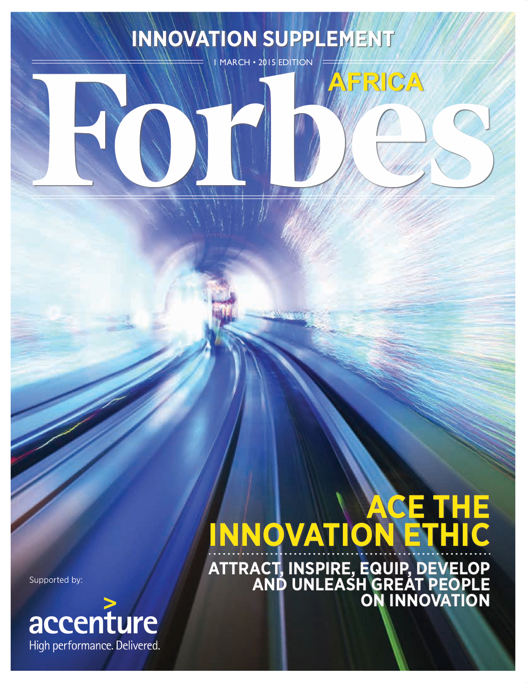 INNOVATION SUPPLEMENT
1 MARCH • 2015 EDITION
AFRICA
Forbes
ACE THE
INNOVATION ETHIC
ATTRACT, INSPIRE, EQUIP, DEVELOP
AND UNLEASH GREAT PEOPLE
ON INNOVATION
Supported by:
accenture
High performance. Delivered.